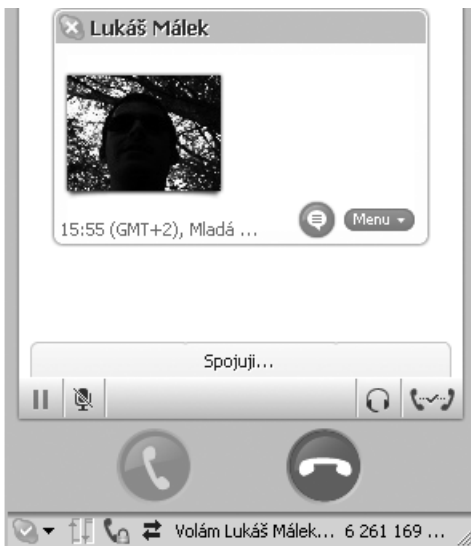 Lukáš Málek
15:55 (GMT+2), Mladá ...
Menu
Spojuji...
Volám Lukáš Málek... 6 261 169 ...